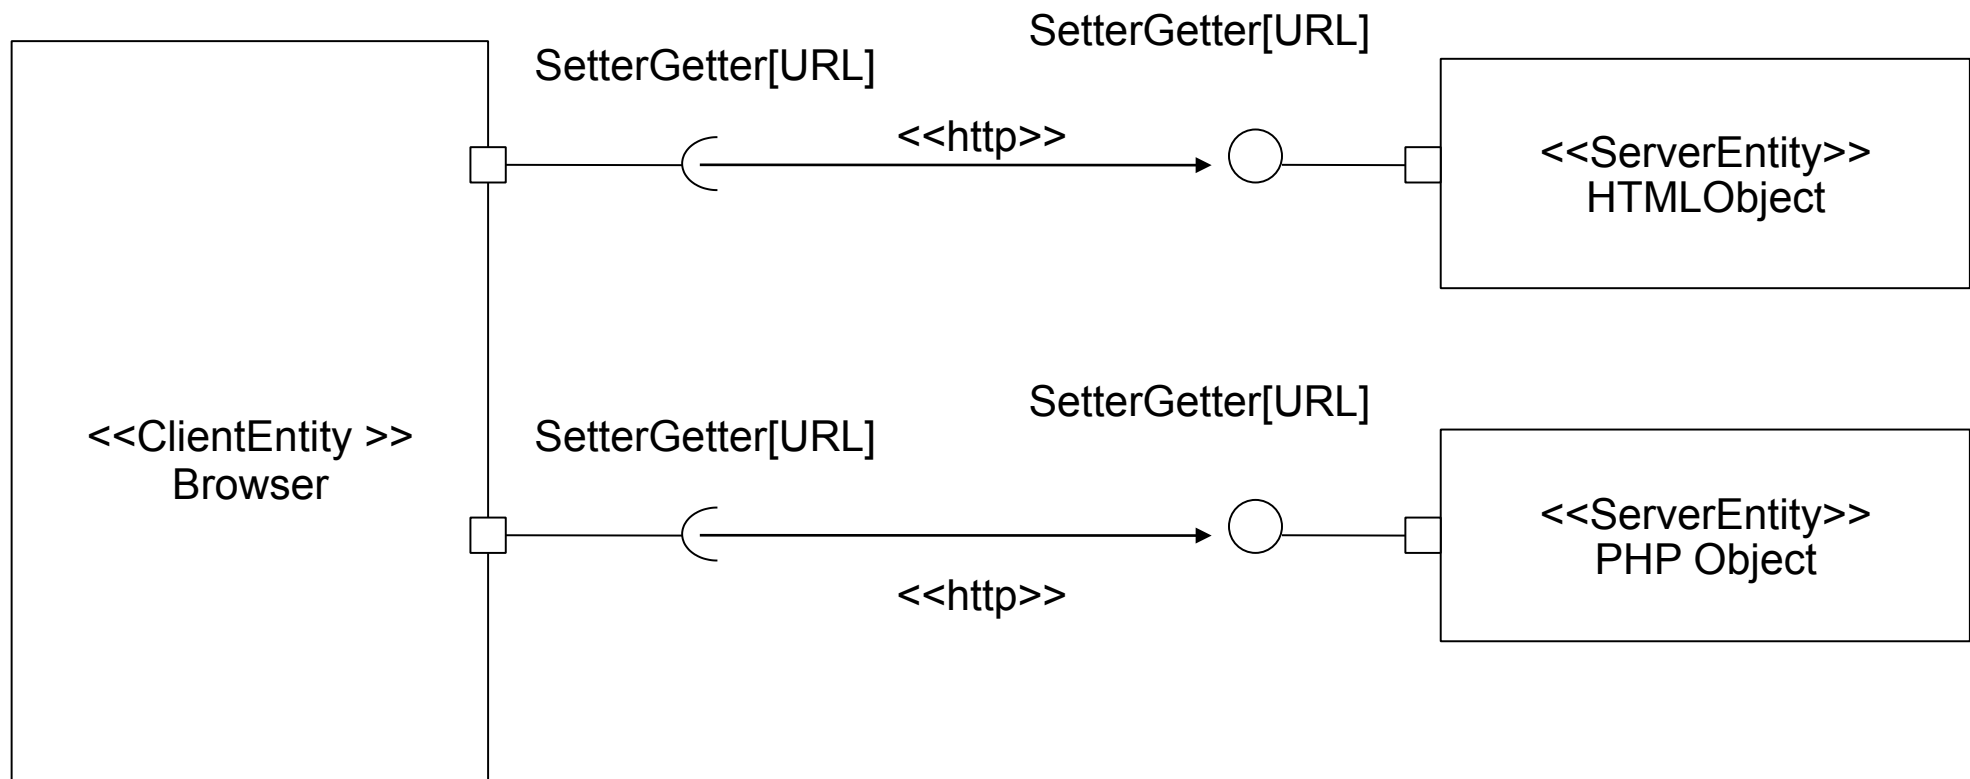 SetterGetter[URL]
SetterGetter[URL]
<<http>>
<<ServerEntity>>
HTMLObject
<<ClientEntity >>
Browser
SetterGetter[URL]
SetterGetter[URL]
<<http>>
<<ServerEntity>>
PHP Object